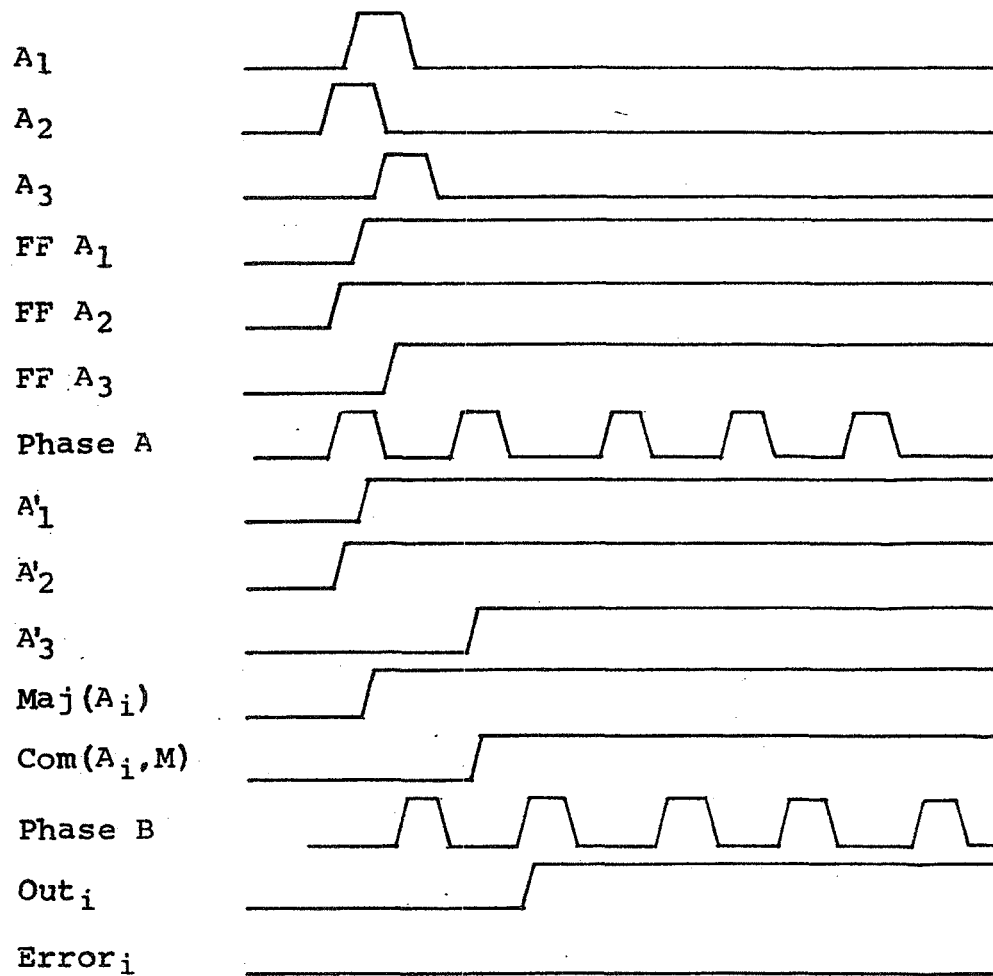 A1
A2
A3
FF A1
FF A2
FF A3
Phase A
A'1
A'2
A'3
Maj(Ai)
Com(Ai,M)
Phase B
Outi
Errori